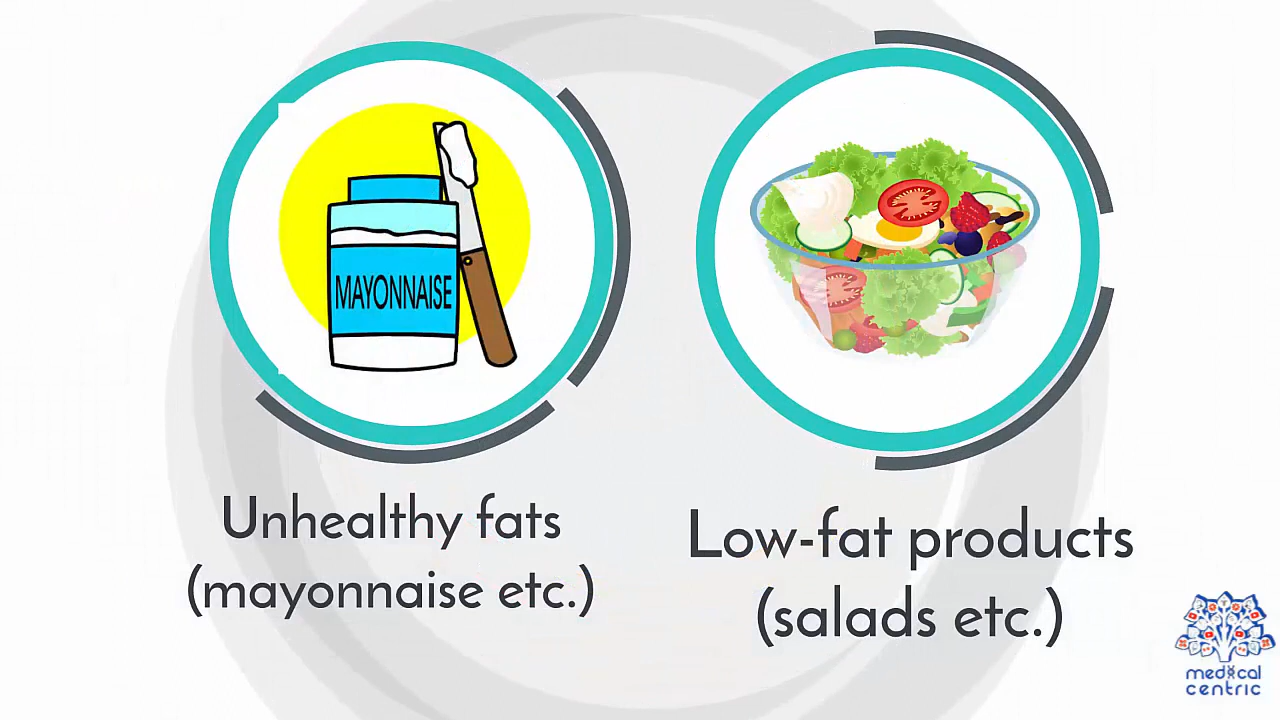 MAYONNAISE
Unhealthy fats
(mayonnaise etc.)
Low-fat products
(salads etc.)
medical
centric